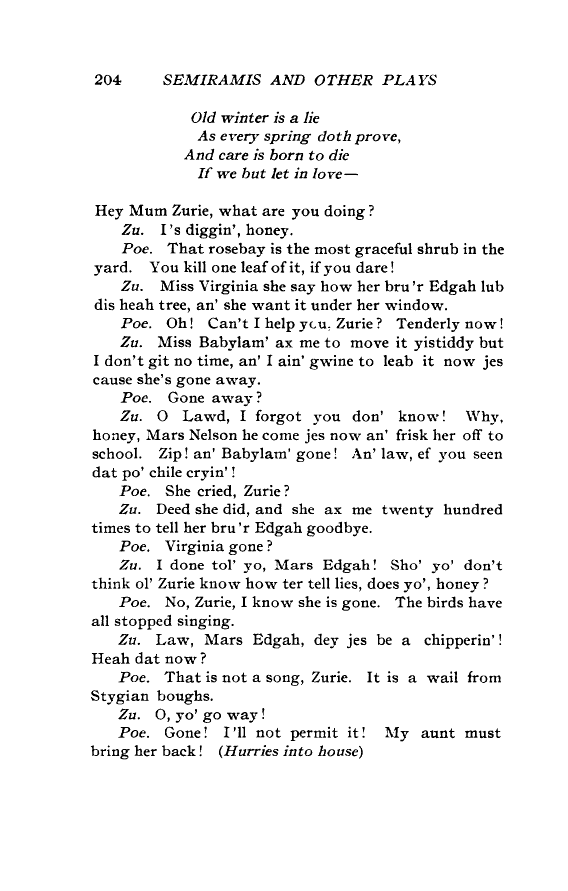 204 SEMIRAMIS AND OTHER PLAYS
Old winter is a lie
As every spring doth prove,
And care is born to die
If we but let in love—
Hey Mum Zurie, what are you doing?
Zu. I's diggin', honey.
Poe. That rosebay is the most graceful shrub in the
yard. You kill one leaf of it, if you dare!
Zu. Miss Virginia she say how her bru'r Edgah lub
dis heah tree, an' she want it under her window.
Poe. Oh! Can't I help you, Zurie? Tenderly now!
Zu. Miss Babylam' ax me to move it yistiddy but
I don't git no time, an' I ain' gwine to leab it now jes
cause she's gone away.
Poe. Gone away?
Zu. O Lawd, I forgot you don' know! Why,
honey, Mars Nelson he come jes now an' frisk her off to
school. Zip! an' Babylam' gone! An' law, ef you seen
dat po' chile cryin'!
Poe. She cried, Zurie?
Zu. Deed she did, and she ax me twenty hundred
times to tell her bru'r Edgah goodbye.
Poe. Virginia gone?
Zu. I done tol' yo, Mars Edgah! Sho' yo' don't
think ol' Zurie know how ter tell lies, does yo', honey?
Poe. No, Zurie, I know she is gone. The birds have
all stopped singing.
Zu. Law, Mars Edgah, dey jes be a chipperin'!
Heah dat now?
Poe. That is not a song, Zurie. It is a wail from
Stygian boughs.
Zu. O, yo' go way!
Poe. Gone! I'll not permit it! My aunt must
bring her back! (Hurries into house)